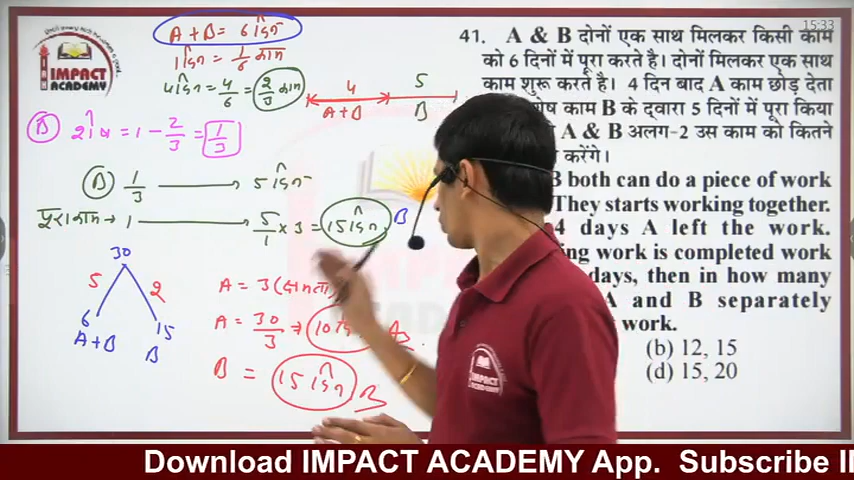 15:33
IMPACT
ACADEMY
A + B = 6 दिन
1 दिन = 1/6 काम
4 दिन = 4/6 = 2/3 काम
4
5
A+B
B
B शेष = 1 - 2/3 = 1/3
B 1/3 → 5 दिन
पूरा काम → 1 → 5/1 × 3 = 15 दिन B
30
5 2
6 15
A+B B
A = 3 (क्षमता)
A = 30/3 ⇒
B = 15 दिन B
41. A & B दोनों एक साथ मिलकर किसी काम
को 6 दिनों में पूरा करते है। दोनों मिलकर एक साथ
काम शुरू करते है। 4 दिन बाद A काम छोड़ देता
शेष काम B के द्वारा 5 दिनों में पूरा किया
A & B अलग-2 उस काम को कितने
करेंगे।
B both can do a piece of work
They starts working together.
4 days A left the work.
ing work is completed work
days, then in how many
A and B separately
work.
(b) 12, 15
(d) 15, 20
IMPACT
ACADEMY
Download IMPACT ACADEMY App. Subscribe